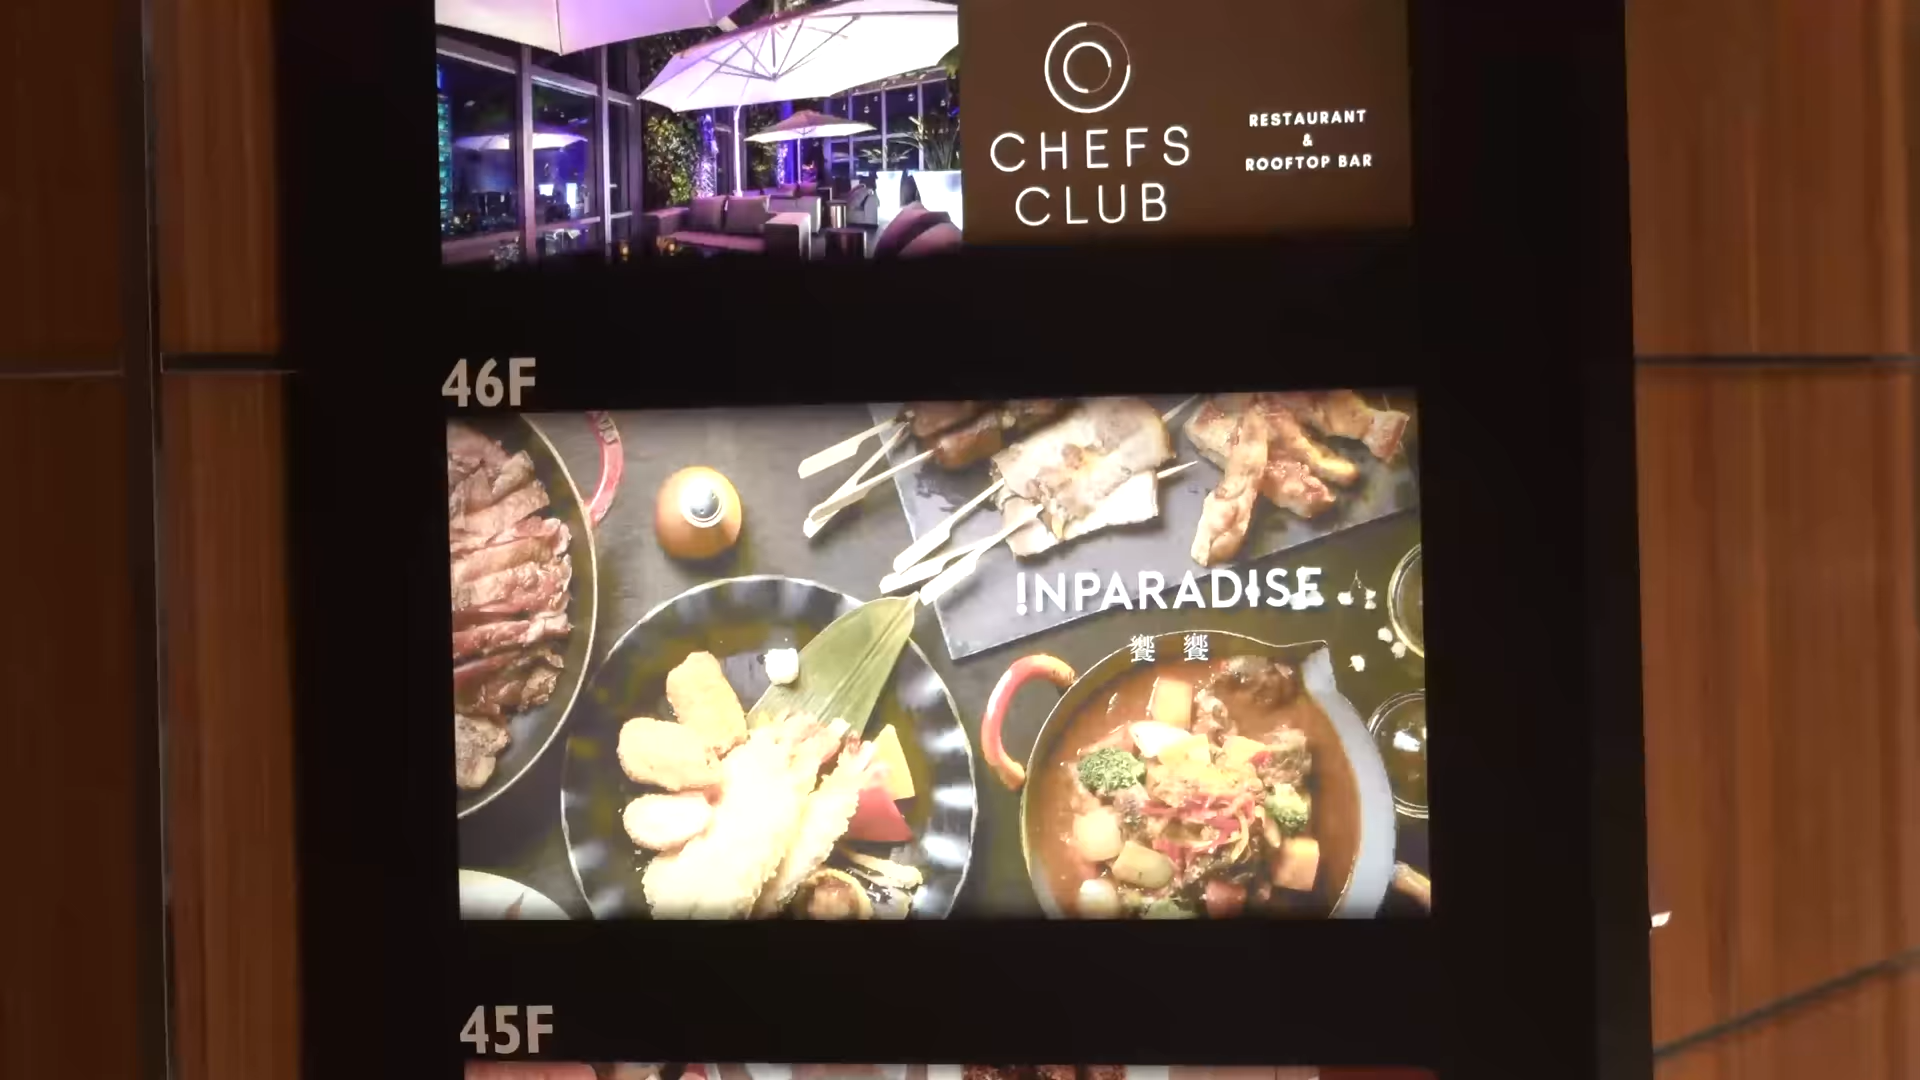 CHEFS
CLUB
RESTAURANT
&
ROOFTOP BAR
46F
INPARADISE
饗 饗
45F